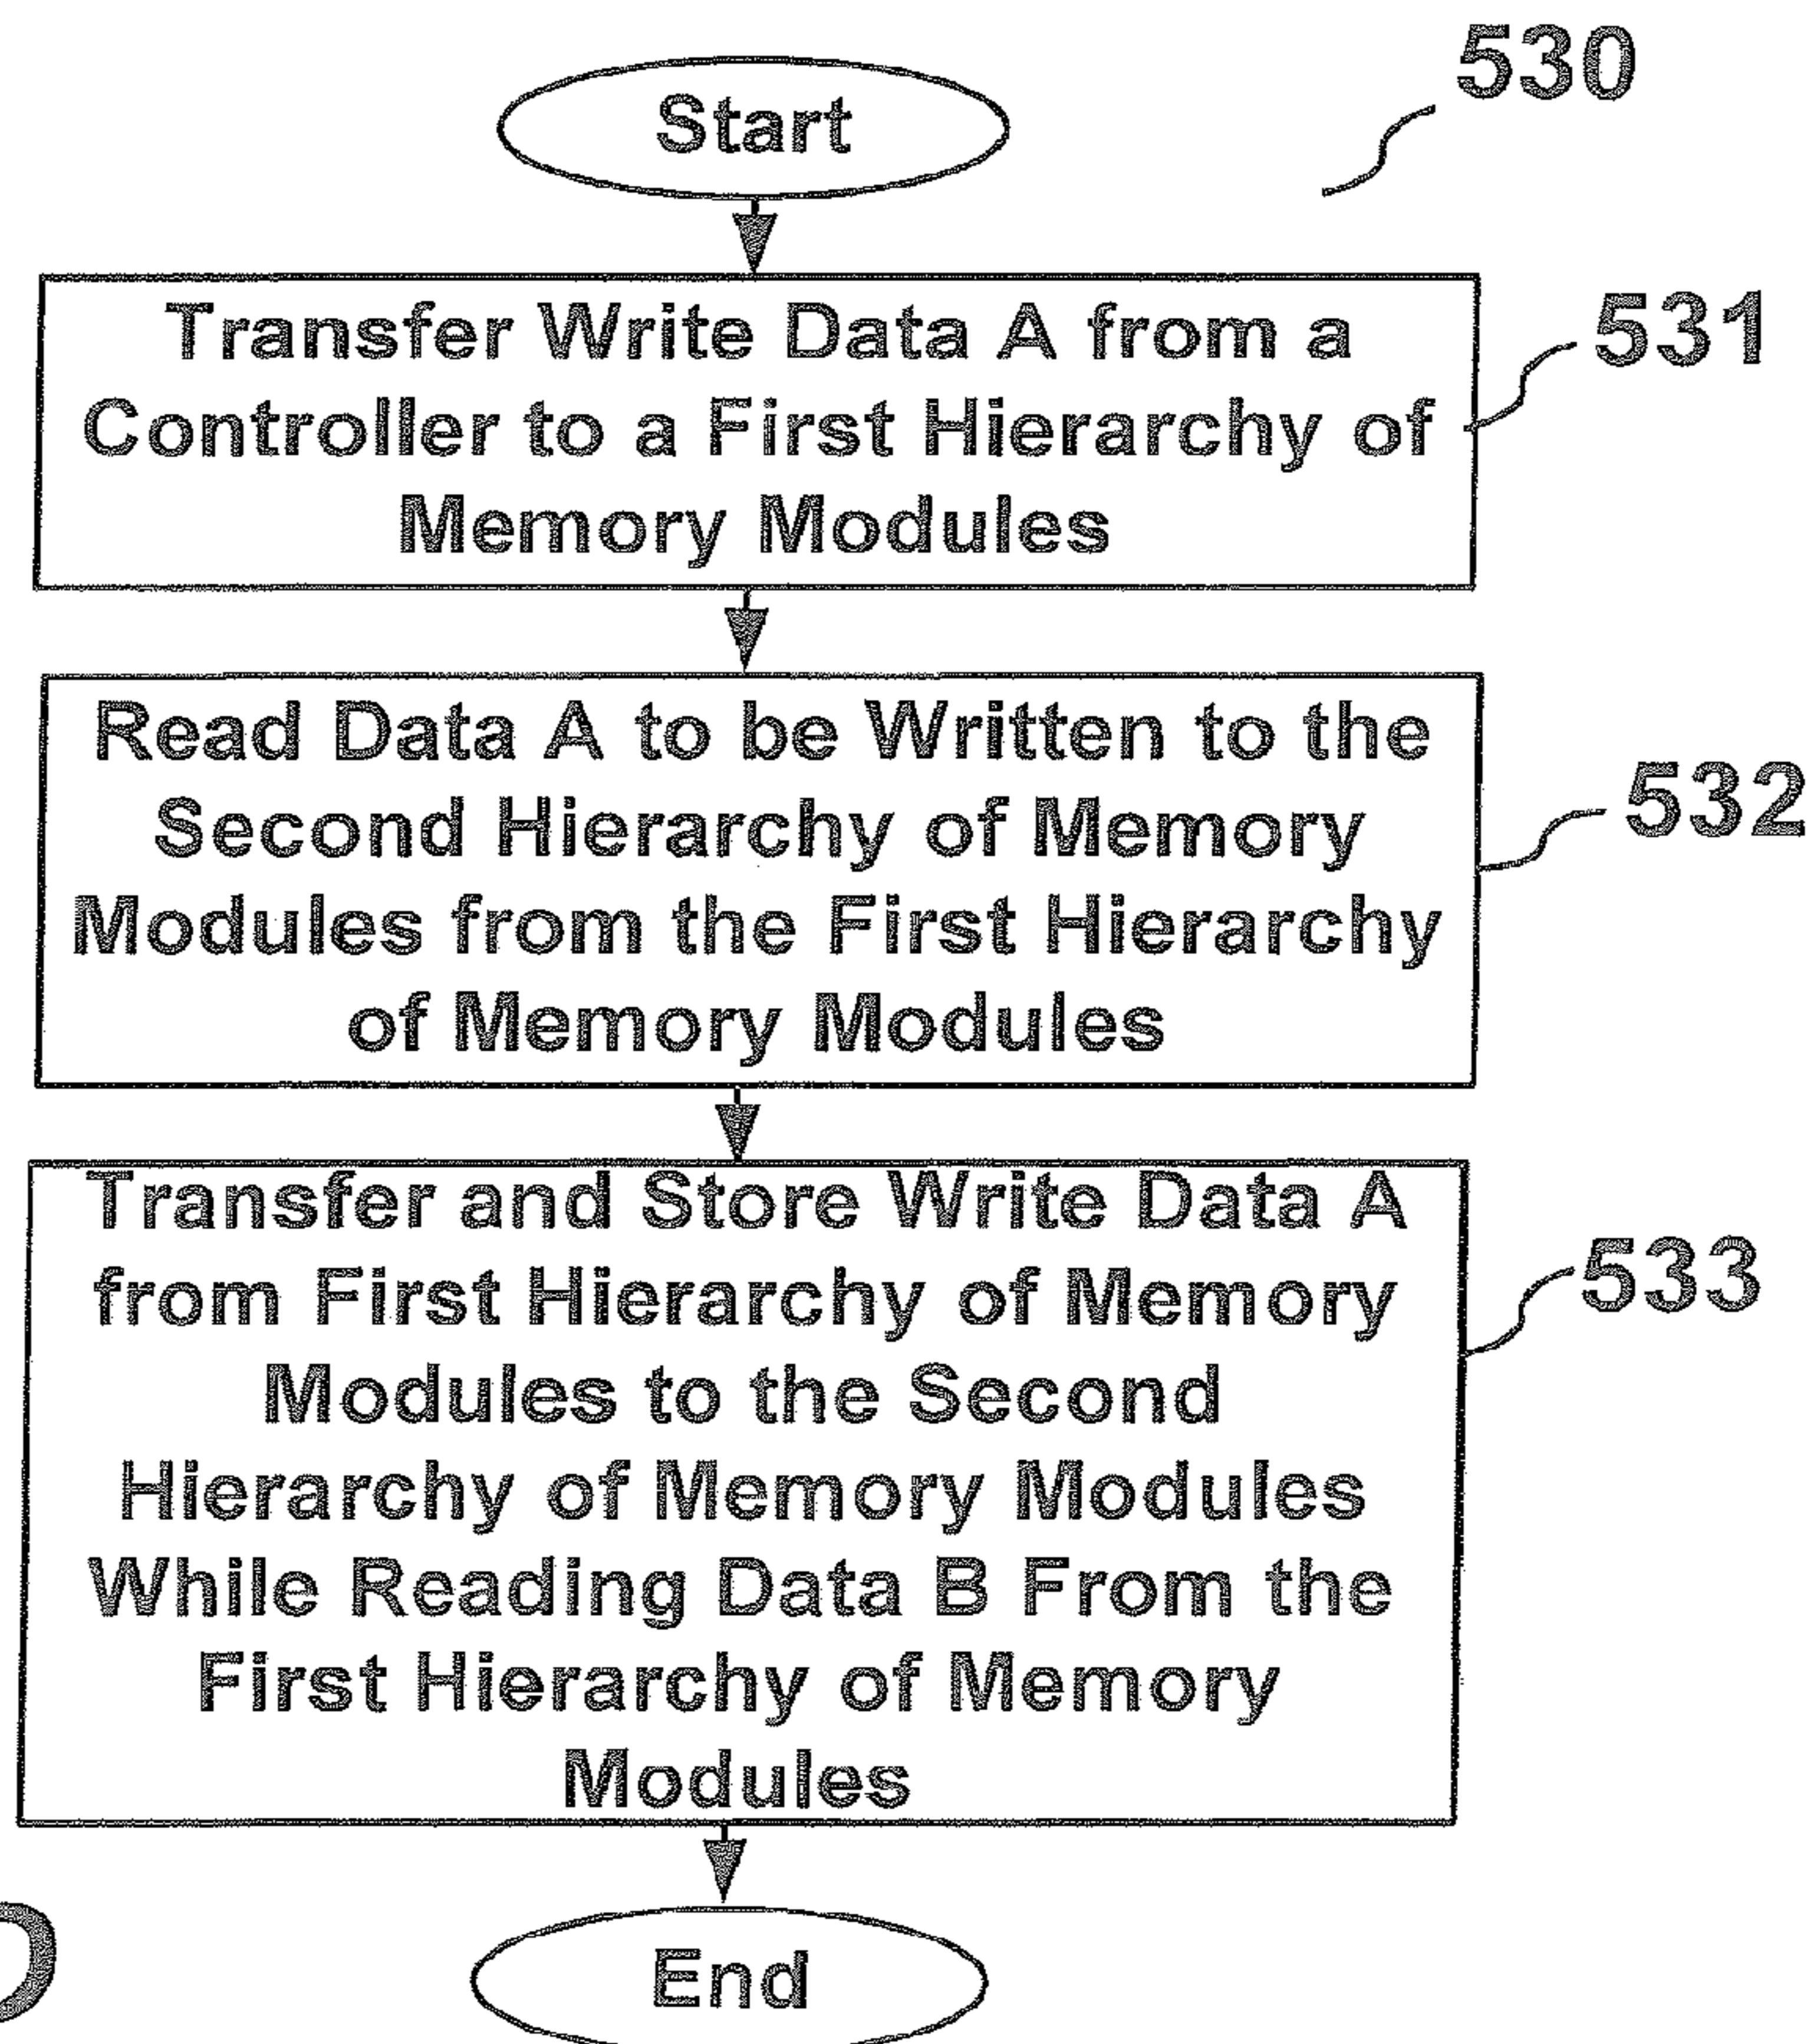 530
Start
Transfer Write Data A from a
Controller to a First Hierarchy of
Memory Modules
531
Read Data A to be Written to the
Second Hierarchy of Memory
Modules from the First Hierarchy
of Memory Modules
532
Transfer and Store Write Data A
from First Hierarchy of Memory
Modules to the Second
Hierarchy of Memory Modules
While Reading Data B From the
First Hierarchy of Memory
Modules
533
End